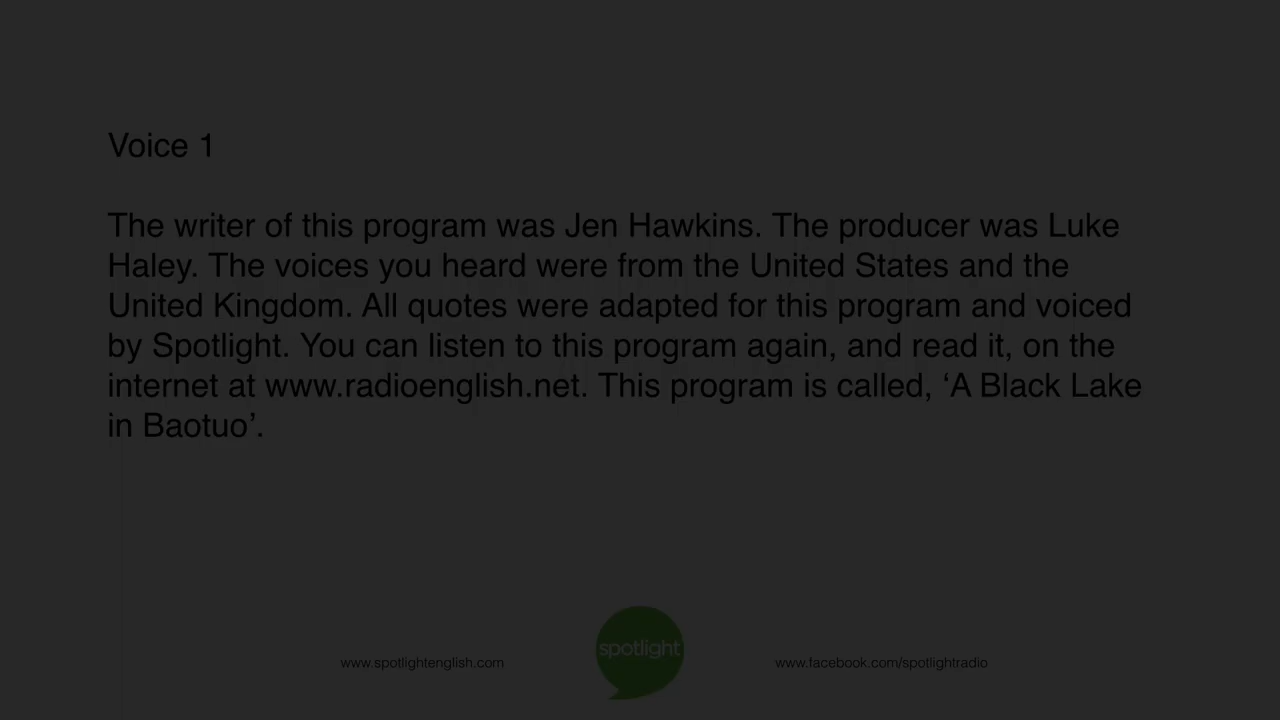 Voice 1
The writer of this program was Jen Hawkins. The producer was Luke
Haley. The voices you heard were from the United States and the
United Kingdom. All quotes were adapted for this program and voiced
by Spotlight. You can listen to this program again, and read it, on the
internet at www.radioenglish.net. This program is called, ‘A Black Lake
in Baotuo’.
spotlight
www.spotlightenglish.com
www.facebook.com/spotlightradio